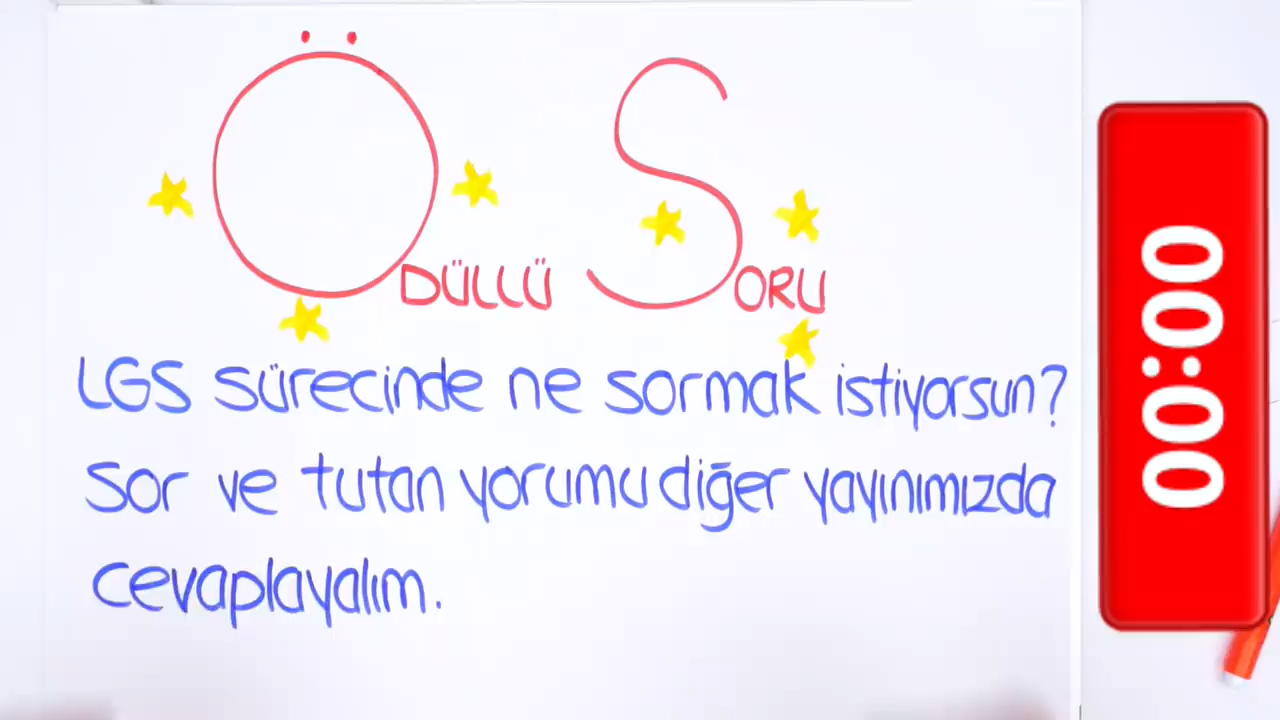 ÖDÜLLÜ SORU
LGS sürecinde ne sormak istiyorsun?
Sor ve tutan yorumu diğer yayınımızda
cevaplayalım.
00:00